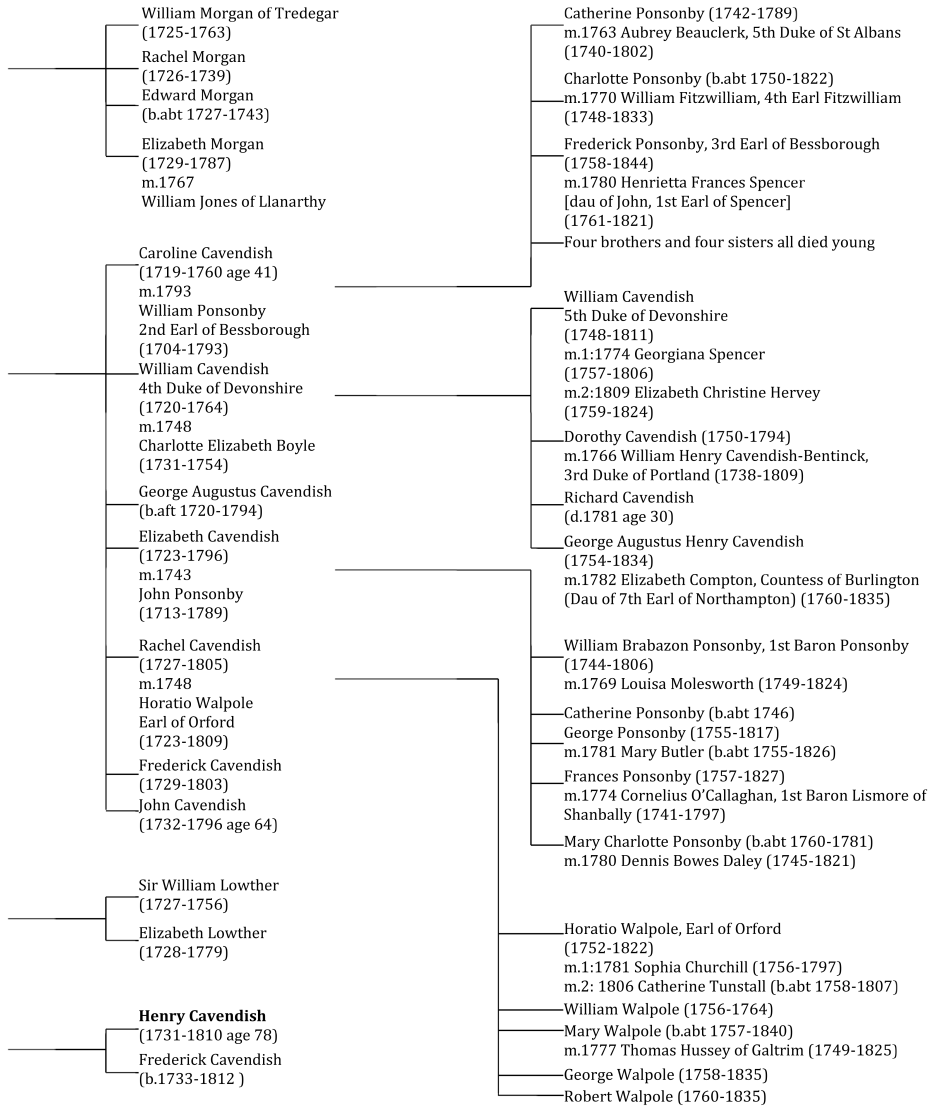 William Morgan of Tredegar
(1725-1763)
Rachel Morgan
(1726-1739)
Edward Morgan
(b.abt 1727-1743)
Elizabeth Morgan
(1729-1787)
m.1767
William Jones of Llanarthy
Caroline Cavendish
(1719-1760 age 41)
m.1793
William Ponsonby
2nd Earl of Bessborough
(1704-1793)
William Cavendish
4th Duke of Devonshire
(1720-1764)
m.1748
Charlotte Elizabeth Boyle
(1731-1754)
George Augustus Cavendish
(b.aft 1720-1794)
Elizabeth Cavendish
(1723-1796)
m.1743
John Ponsonby
(1713-1789)
Rachel Cavendish
(1727-1805)
m.1748
Horatio Walpole
Earl of Orford
(1723-1809)
Frederick Cavendish
(1729-1803)
John Cavendish
(1732-1796 age 64)
Sir William Lowther
(1727-1756)
Elizabeth Lowther
(1728-1779)
Henry Cavendish
(1731-1810 age 78)
Frederick Cavendish
(b.1733-1812 )
Catherine Ponsonby (1742-1789)
m.1763 Aubrey Beauclerk, 5th Duke of St Albans
(1740-1802)
Charlotte Ponsonby (b.abt 1750-1822)
m.1770 William Fitzwilliam, 4th Earl Fitzwilliam
(1748-1833)
Frederick Ponsonby, 3rd Earl of Bessborough
(1758-1844)
m.1780 Henrietta Frances Spencer
[dau of John, 1st Earl of Spencer]
(1761-1821)
Four brothers and four sisters all died young
William Cavendish
5th Duke of Devonshire
(1748-1811)
m.1:1774 Georgiana Spencer
(1757-1806)
m.2:1809 Elizabeth Christine Hervey
(1759-1824)
Dorothy Cavendish (1750-1794)
m.1766 William Henry Cavendish-Bentinck,
3rd Duke of Portland (1738-1809)
Richard Cavendish
(d.1781 age 30)
George Augustus Henry Cavendish
(1754-1834)
m.1782 Elizabeth Compton, Countess of Burlington
(Dau of 7th Earl of Northampton) (1760-1835)
William Brabazon Ponsonby, 1st Baron Ponsonby
(1744-1806)
m.1769 Louisa Molesworth (1749-1824)
Catherine Ponsonby (b.abt 1746)
George Ponsonby (1755-1817)
m.1781 Mary Butler (b.abt 1755-1826)
Frances Ponsonby (1757-1827)
m.1774 Cornelius O’Callaghan, 1st Baron Lismore of
Shanbally (1741-1797)
Mary Charlotte Ponsonby (b.abt 1760-1781)
m.1780 Dennis Bowes Daley (1745-1821)
Horatio Walpole, Earl of Orford
(1752-1822)
m.1:1781 Sophia Churchill (1756-1797)
m.2: 1806 Catherine Tunstall (b.abt 1758-1807)
William Walpole (1756-1764)
Mary Walpole (b.abt 1757-1840)
m.1777 Thomas Hussey of Galtrim (1749-1825)
George Walpole (1758-1835)
Robert Walpole (1760-1835)